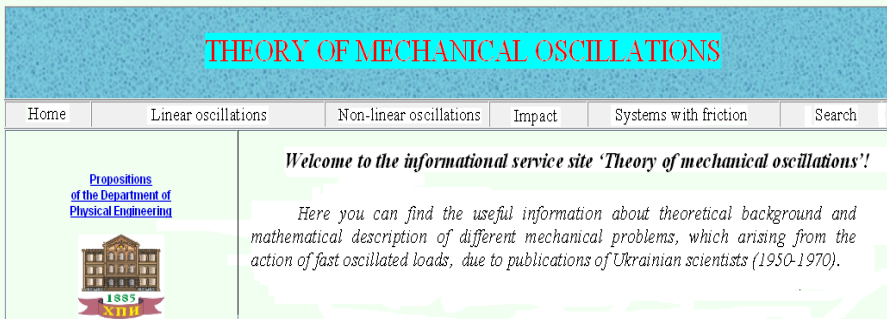 THEORY OF MECHANICAL OSCILLATIONS
Home Linear oscillations Non-linear oscillations Impact Systems with friction Search
Propositions
of the Department of
Physical Engineering
1885
ХПИ
Welcome to the informational service site ‘Theory of mechanical oscillations’!
Here you can find the useful information about theoretical background and
mathematical description of different mechanical problems, which arising from the
action of fast oscillated loads, due to publications of Ukrainian scientists (1950-1970).